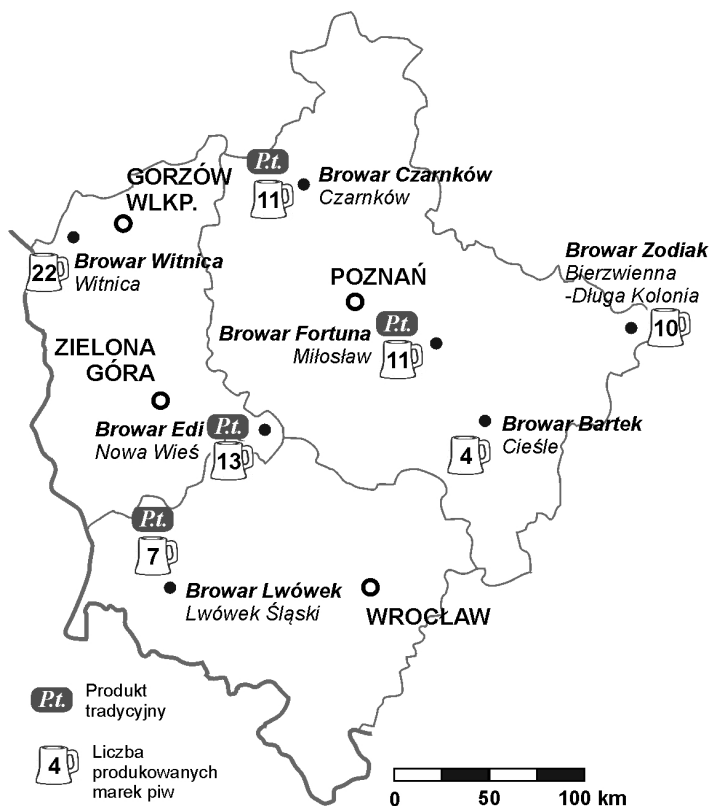 P.t.
11
Browar Czarnków
Czarnków
GORZÓW
WLKP.
22
Browar Witnica
Witnica
Browar Zodiak
Bierzwienna
-Długa Kolonia
10
POZNAŃ
Browar Fortuna
Miłosław
P.t.
11
ZIELONA
GÓRA
Browar Edi
Nowa Wieś
P.t.
13
Browar Bartek
Cieśle
4
P.t.
7
Browar Lwówek
Lwówek Śląski
WROCŁAW
P.t.
Produkt
tradycyjny
4
Liczba
produkowanych
marek piw
0 50 100 km